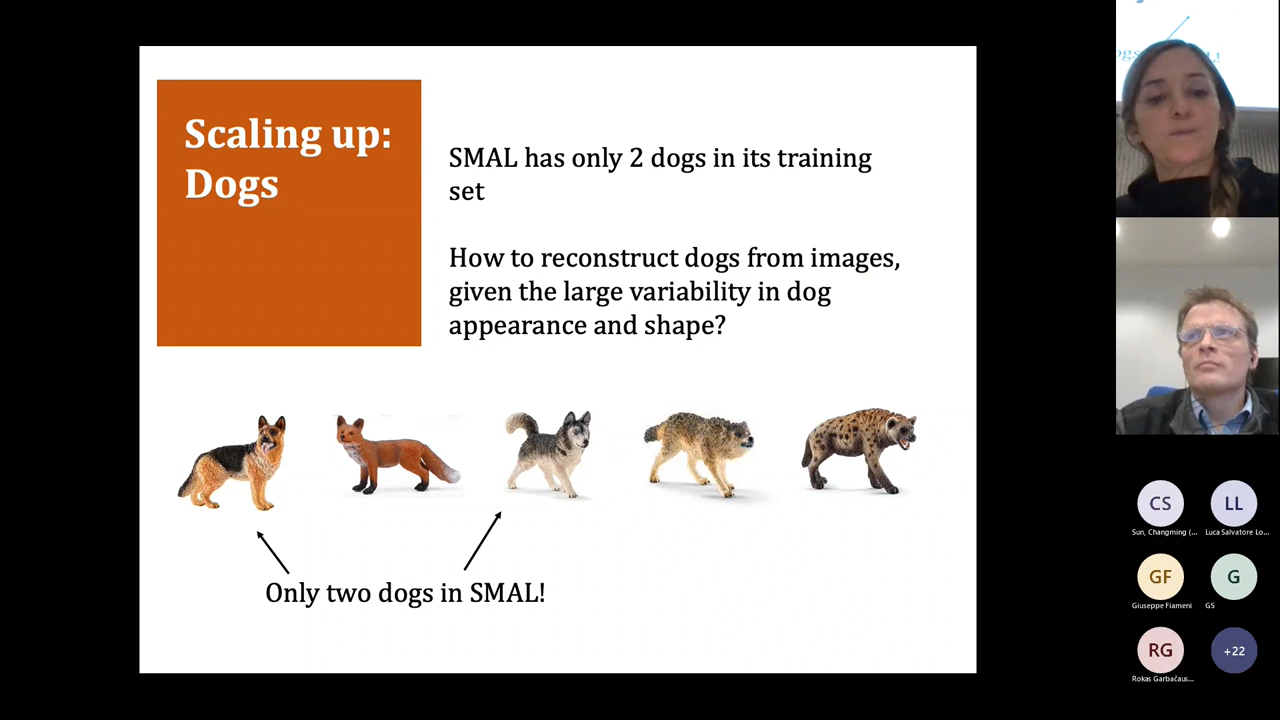 Scaling up:
Dogs
SMAL has only 2 dogs in its training
set
How to reconstruct dogs from images,
given the large variability in dog
appearance and shape?
Only two dogs in SMAL!
CS
LL
Sun, Changming (...
Luca Salvatore Lo...
GF
G
Giuseppe Fiameni
GS
RG
+22
Rokas Garbačaus...